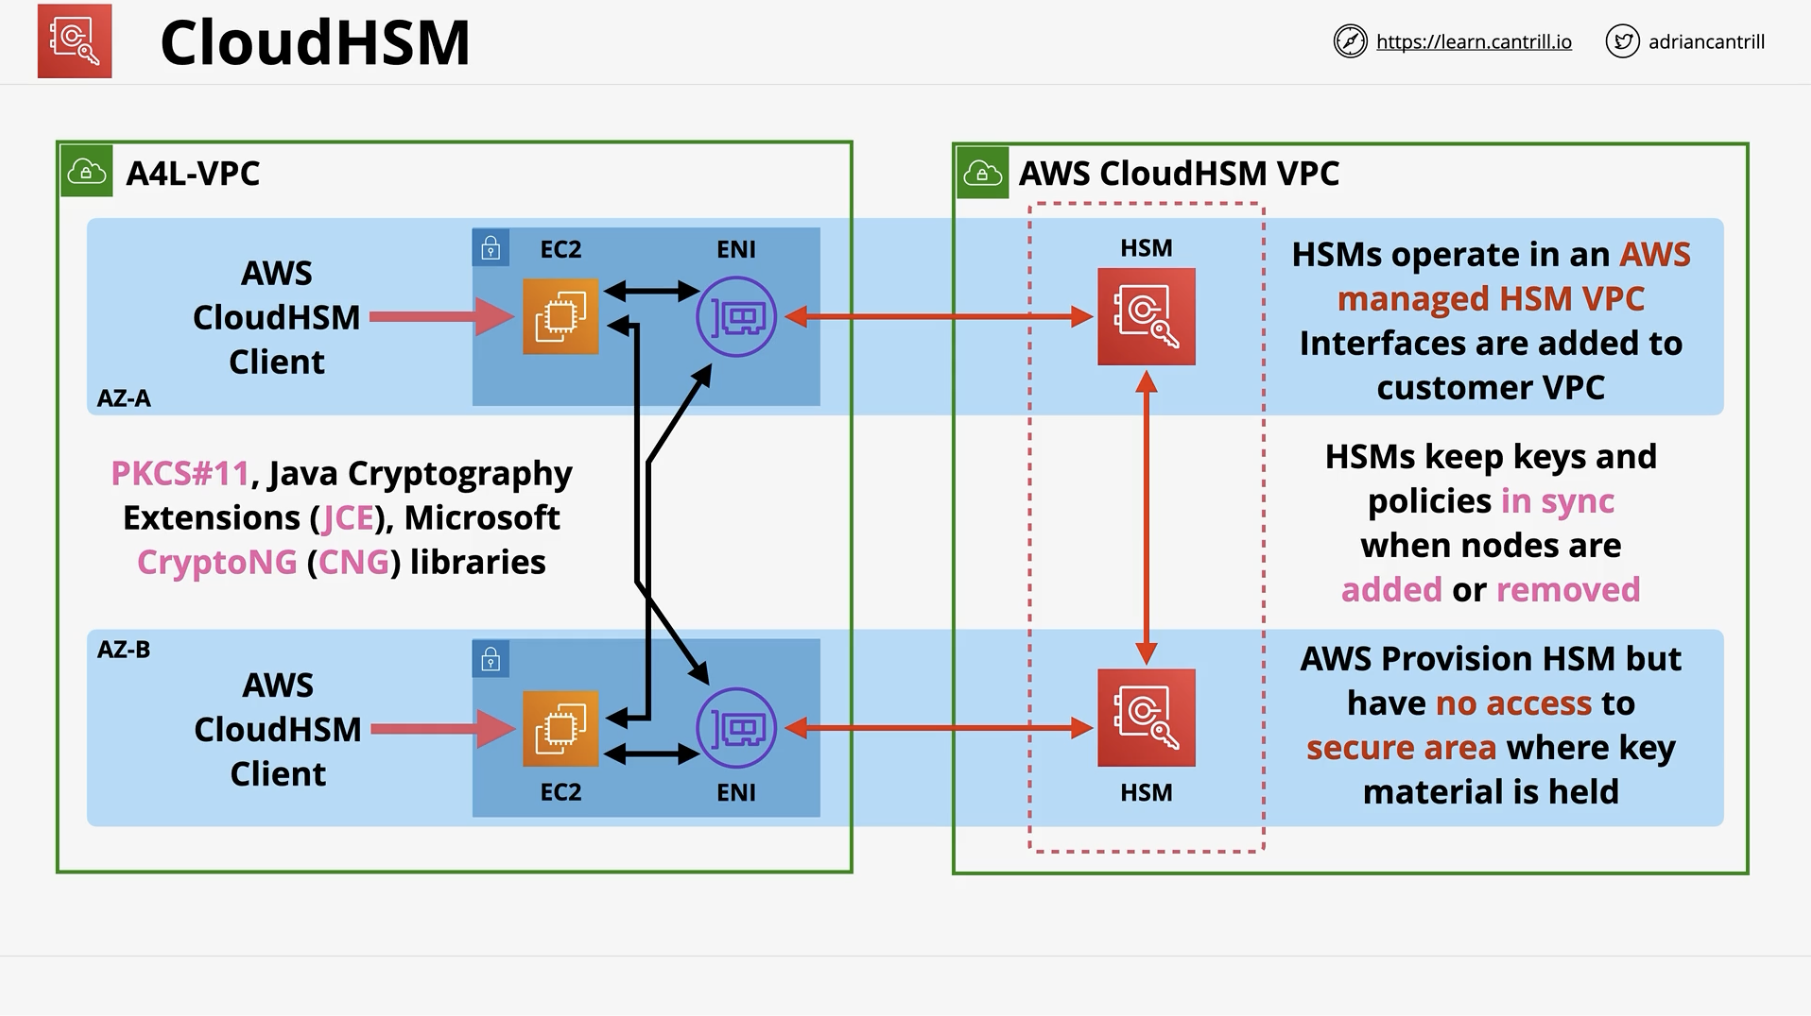 CloudHSM
https://learn.cantrill.io
adriancantrill
A4L-VPC
AWS CloudHSM VPC
AWS
CloudHSM
Client
AZ-A
EC2
ENI
HSM
HSMs operate in an AWS
managed HSM VPC
Interfaces are added to
customer VPC
PKCS#11, Java Cryptography
Extensions (JCE), Microsoft
CryptoNG (CNG) libraries
HSMs keep keys and
policies in sync
when nodes are
added or removed
AZ-B
AWS
CloudHSM
Client
EC2
ENI
HSM
AWS Provision HSM but
have no access to
secure area where key
material is held